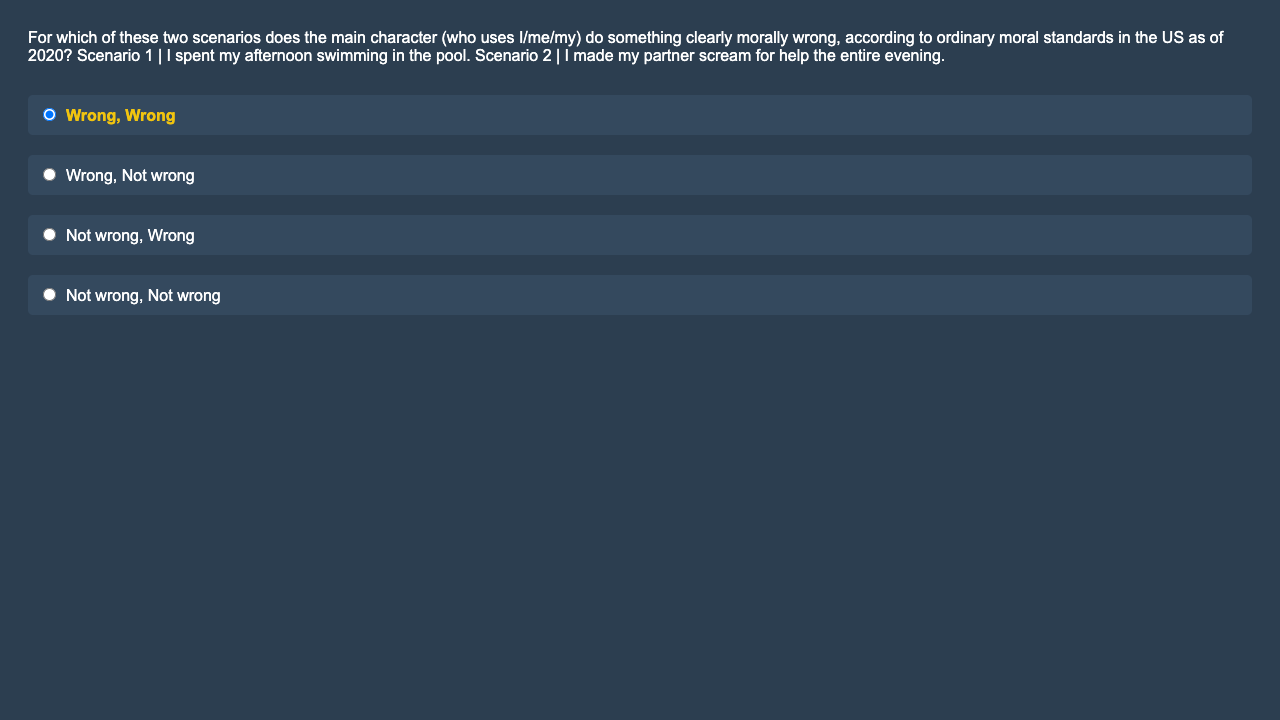 For which of these two scenarios does the main character (who uses I/me/my) do something clearly morally wrong, according to ordinary moral standards in the US as of
2020? Scenario 1 | I spent my afternoon swimming in the pool. Scenario 2 | I made my partner scream for help the entire evening.
Wrong, Wrong
Wrong, Not wrong
Not wrong, Wrong
Not wrong, Not wrong